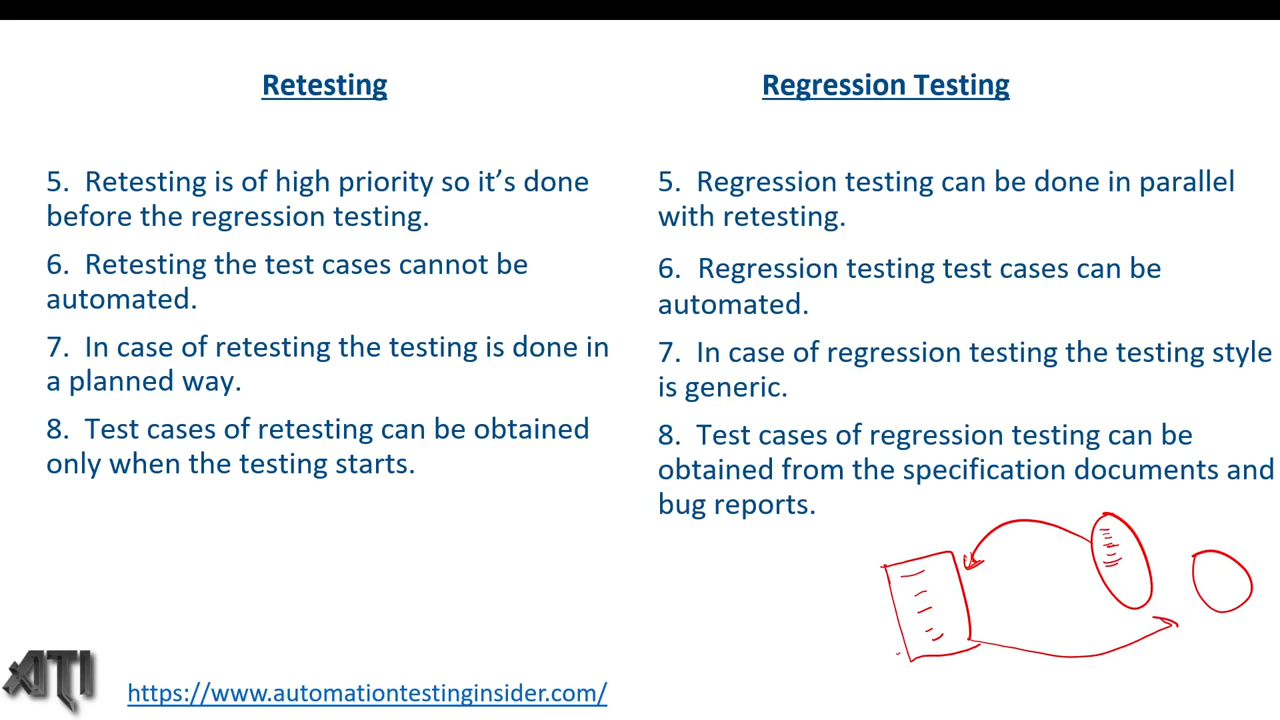 Retesting
5. Retesting is of high priority so it’s done
before the regression testing.
6. Retesting the test cases cannot be
automated.
7. In case of retesting the testing is done in
a planned way.
8. Test cases of retesting can be obtained
only when the testing starts.
Regression Testing
5. Regression testing can be done in parallel
with retesting.
6. Regression testing test cases can be
automated.
7. In case of regression testing the testing style
is generic.
8. Test cases of regression testing can be
obtained from the specification documents and
bug reports.
ATI
https://www.automationtestinginsider.com/